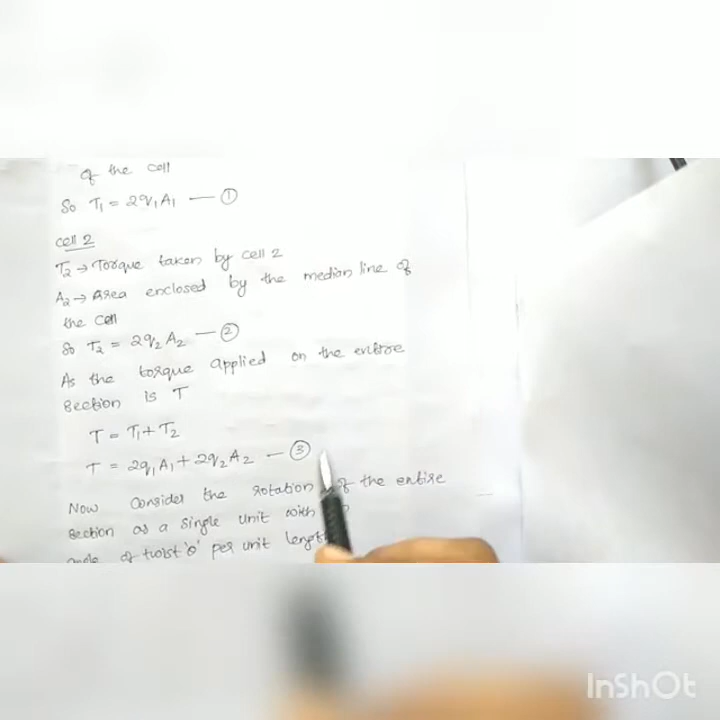 of the cell
So T₁ = 2q₁A₁ — ①
Cell 2
T₂ → Torque taken by cell 2
A₂ → Area enclosed by the median line of
the cell
So T₂ = 2q₂A₂ — ②
As the torque applied on the entire
section is T
T = T₁ + T₂
T = 2q₁A₁ + 2q₂A₂ — ③
Now consider the rotation of the entire
section as a single unit with
angle of twist 'θ' per unit length
InShOt